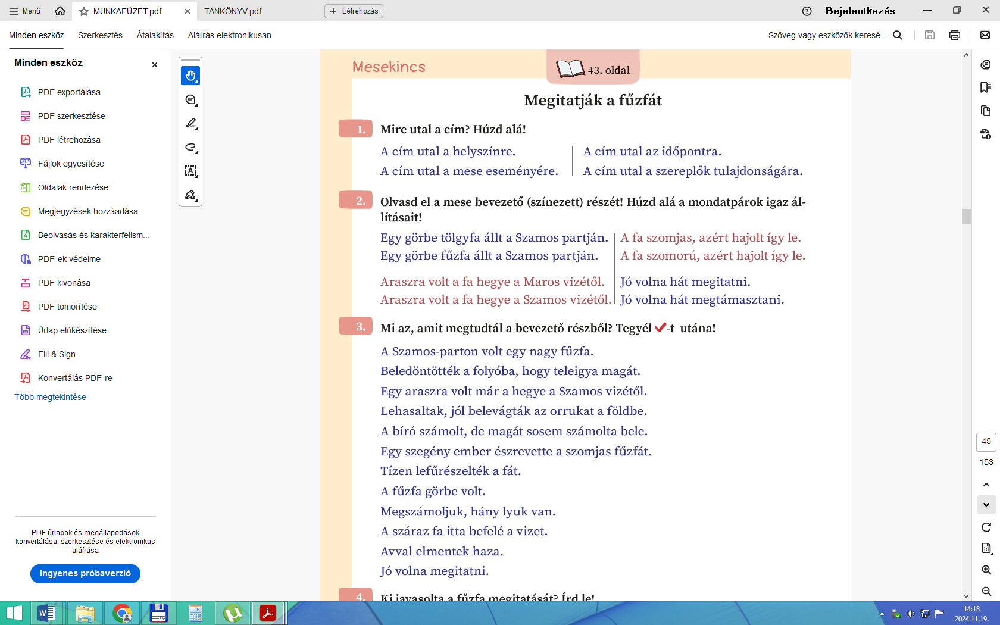 Menü
MUNKAFÜZET.pdf
TANKÖNYV.pdf
Létrehozás
Bejelentkezés
Minden eszköz
Szerkesztés
Átalakítás
Aláírás elektronikusan
Szöveg vagy eszközök keresé...
Minden eszköz
PDF exportálása
PDF szerkesztése
PDF létrehozása
Fájlok egyesítése
Oldalak rendezése
Megjegyzések hozzáadása
Beolvasás és karakterfelism...
PDF-ek védelme
PDF kivonása
PDF tömörítése
Űrlap előkészítése
Fill & Sign
Konvertálás PDF-re
Több megtekintése
PDF űrlapok és megállapodások
konvertálása, szerkesztése és elektronikus
aláírása
Ingyenes próbaverzió
Mesekincs
43. oldal
Megitatják a fűzfát
1. Mire utal a cím? Húzd alá!
A cím utal a helyszínre.
A cím utal a mese eseményére.
A cím utal az időpontra.
A cím utal a szereplők tulajdonságára.
2. Olvasd el a mese bevezető (színezett) részét! Húzd alá a mondatpárok igaz ál-
lításait!
Egy görbe tölgyfa állt a Szamos partján.
Egy görbe fűzfa állt a Szamos partján.
A fa szomjas, azért hajolt így le.
A fa szomorú, azért hajolt így le.
Araszra volt a fa hegye a Maros vizétől.
Araszra volt a fa hegye a Szamos vizétől.
Jó volna hát megitatni.
Jó volna hát megtámasztani.
3. Mi az, amit megtudtál a bevezető részből? Tegyél ✔-t utána!
A Szamos-parton volt egy nagy fűzfa.
Beledöntötték a folyóba, hogy teleigya magát.
Egy araszra volt már a hegye a Szamos vizétől.
Lehasaltak, jól belevágták az orrukat a földbe.
A bíró számolt, de magát sosem számolta bele.
Egy szegény ember észrevette a szomjas fűzfát.
Tízen lefűrészelték a fát.
A fűzfa görbe volt.
Megszámoljuk, hány lyuk van.
A száraz fa itta befelé a vizet.
Avval elmentek haza.
Jó volna megitatni.
4. Ki javasolta a fűzfa megitatását? Írd le!
45
153
14:18
2024.11.19.